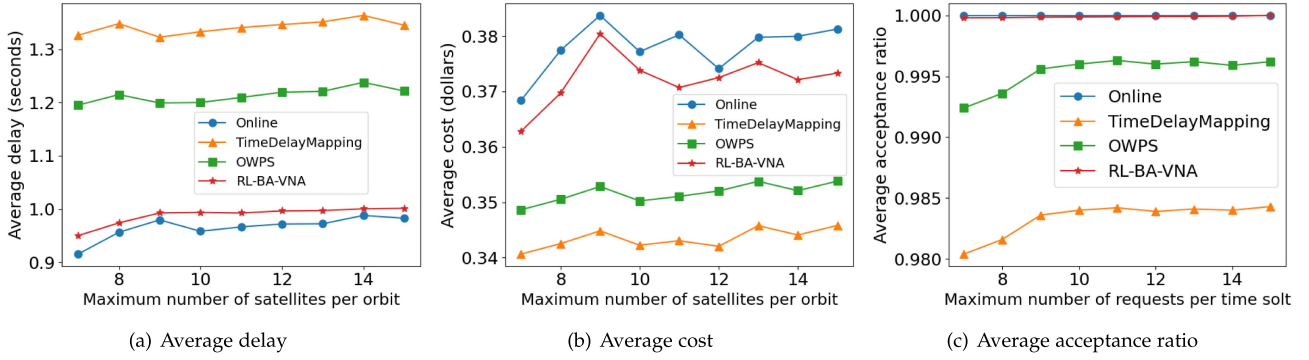 Average delay (seconds)
1.3
1.2
1.1
1.0
0.9
Online
TimeDelayMapping
OWPS
RL-BA-VNA
8 10 12 14
Maximum number of satellites per orbit
(a) Average delay
Average cost (dollars)
0.38
0.37
0.36
0.35
0.34
Online
TimeDelayMapping
OWPS
RL-BA-VNA
8 10 12 14
Maximum number of satellites per orbit
(b) Average cost
Average acceptance ratio
1.000
0.995
0.990
0.985
0.980
Online
TimeDelayMapping
OWPS
RL-BA-VNA
8 10 12 14
Maximum number of requests per time solt
(c) Average acceptance ratio